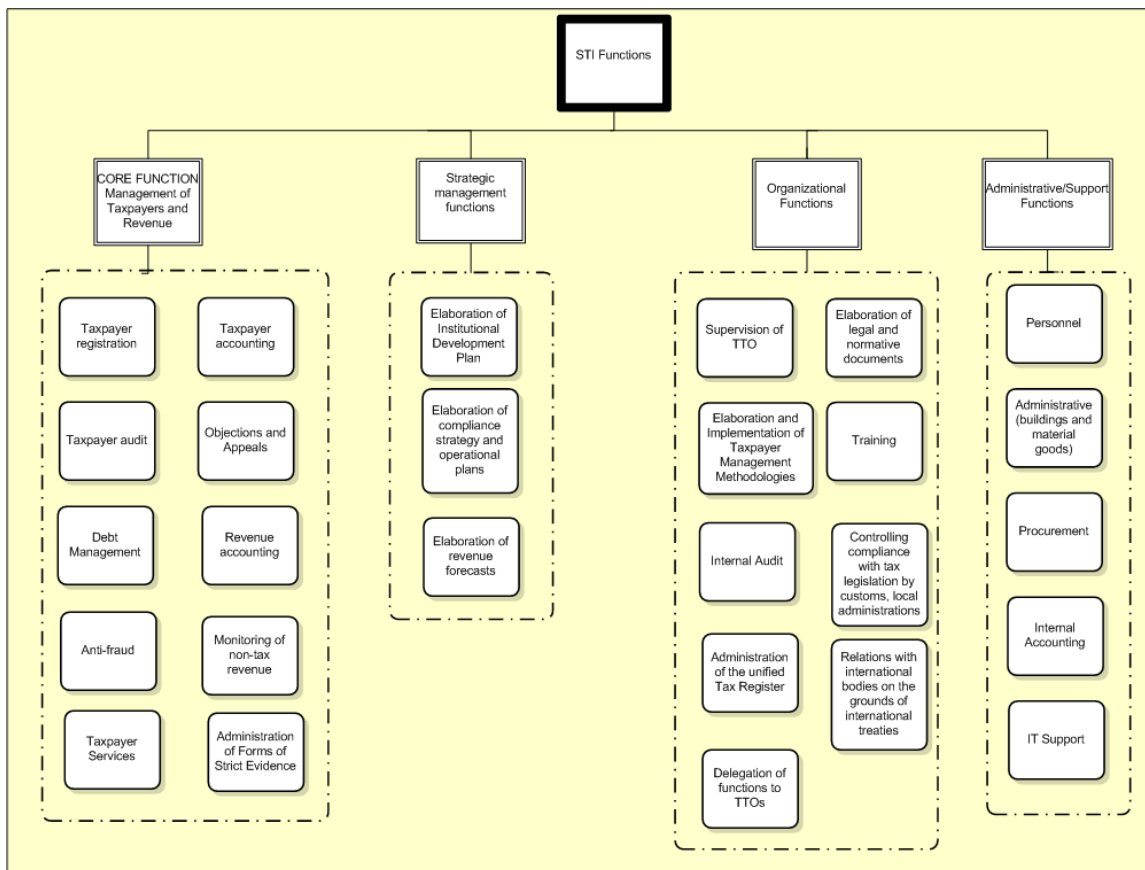 STI Functions
CORE FUNCTION
Management of
Taxpayers and
Revenue
Strategic
management
functions
Organizational
Functions
Administrative/Support
Functions
Taxpayer
registration
Taxpayer
accounting
Taxpayer audit
Objections and
Appeals
Debt
Management
Revenue
accounting
Anti-fraud
Monitoring of
non-tax
revenue
Taxpayer
Services
Administration
of Forms of
Strict Evidence
Elaboration of
Institutional
Development
Plan
Elaboration of
compliance
strategy and
operational
plans
Elaboration of
revenue
forecasts
Supervision of
TTO
Elaboration of
legal and
normative
documents
Elaboration and
Implementation of
Taxpayer
Management
Methodologies
Training
Internal Audit
Controlling
compliance
with tax
legislation by
customs, local
administrations
Administration
of the unified
Tax Register
Relations with
international
bodies on the
grounds of
international
treaties
Delegation of
functions to
TTOs
Personnel
Administrative
(buildings and
material
goods)
Procurement
Internal
Accounting
IT Support